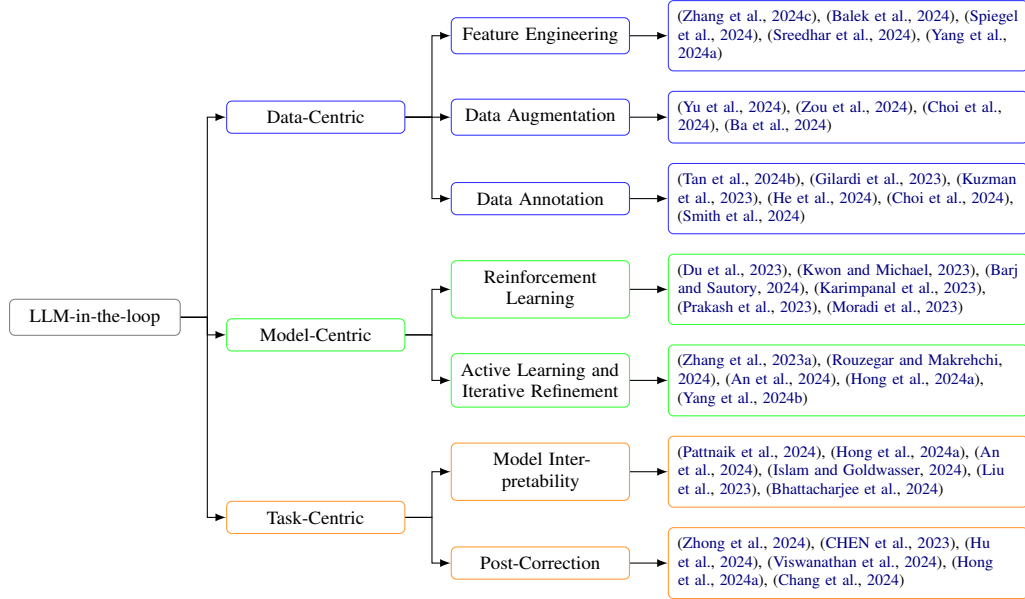 LLM-in-the-loop
Data-Centric
Feature Engineering
(Zhang et al., 2024c), (Balek et al., 2024), (Spiegel
et al., 2024), (Sreedhar et al., 2024), (Yang et al.,
2024a)
Data Augmentation
(Yu et al., 2024), (Zou et al., 2024), (Choi et al.,
2024), (Ba et al., 2024)
Data Annotation
(Tan et al., 2024b), (Gilardi et al., 2023), (Kuzman
et al., 2023), (He et al., 2024), (Choi et al., 2024),
(Smith et al., 2024)
Model-Centric
Reinforcement
Learning
(Du et al., 2023), (Kwon and Michael, 2023), (Barj
and Sautory, 2024), (Karimpanal et al., 2023),
(Prakash et al., 2023), (Moradi et al., 2023)
Active Learning and
Iterative Refinement
(Zhang et al., 2023a), (Rouzegar and Makrehchi,
2024), (An et al., 2024), (Hong et al., 2024a),
(Yang et al., 2024b)
Task-Centric
Model Inter-
pretability
(Pattnaik et al., 2024), (Hong et al., 2024a), (An
et al., 2024), (Islam and Goldwasser, 2024), (Liu
et al., 2023), (Bhattacharjee et al., 2024)
Post-Correction
(Zhong et al., 2024), (CHEN et al., 2023), (Hu
et al., 2024), (Viswanathan et al., 2024), (Hong
et al., 2024a), (Chang et al., 2024)